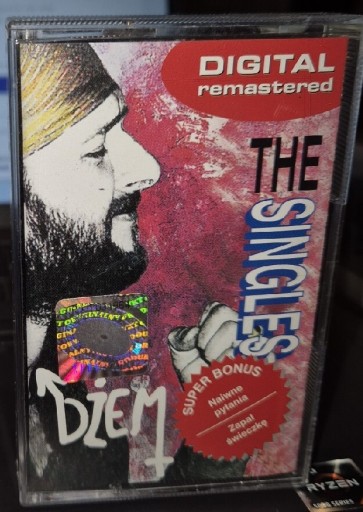 DIGITAL
remastered
THE
SINGLES
SUPER BONUS
Naiwne
pytania
Zapal
świeczkę
DŻEM
RYZEN